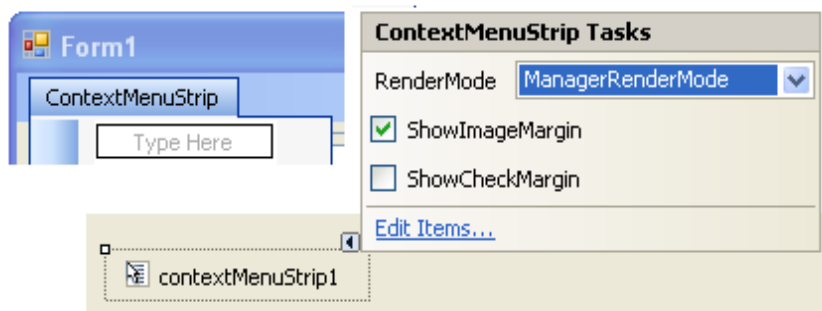 Form1
ContextMenuStrip
Type Here
ContextMenuStrip Tasks
RenderMode ManagerRenderMode
ShowImageMargin
ShowCheckMargin
Edit Items...
contextMenuStrip1